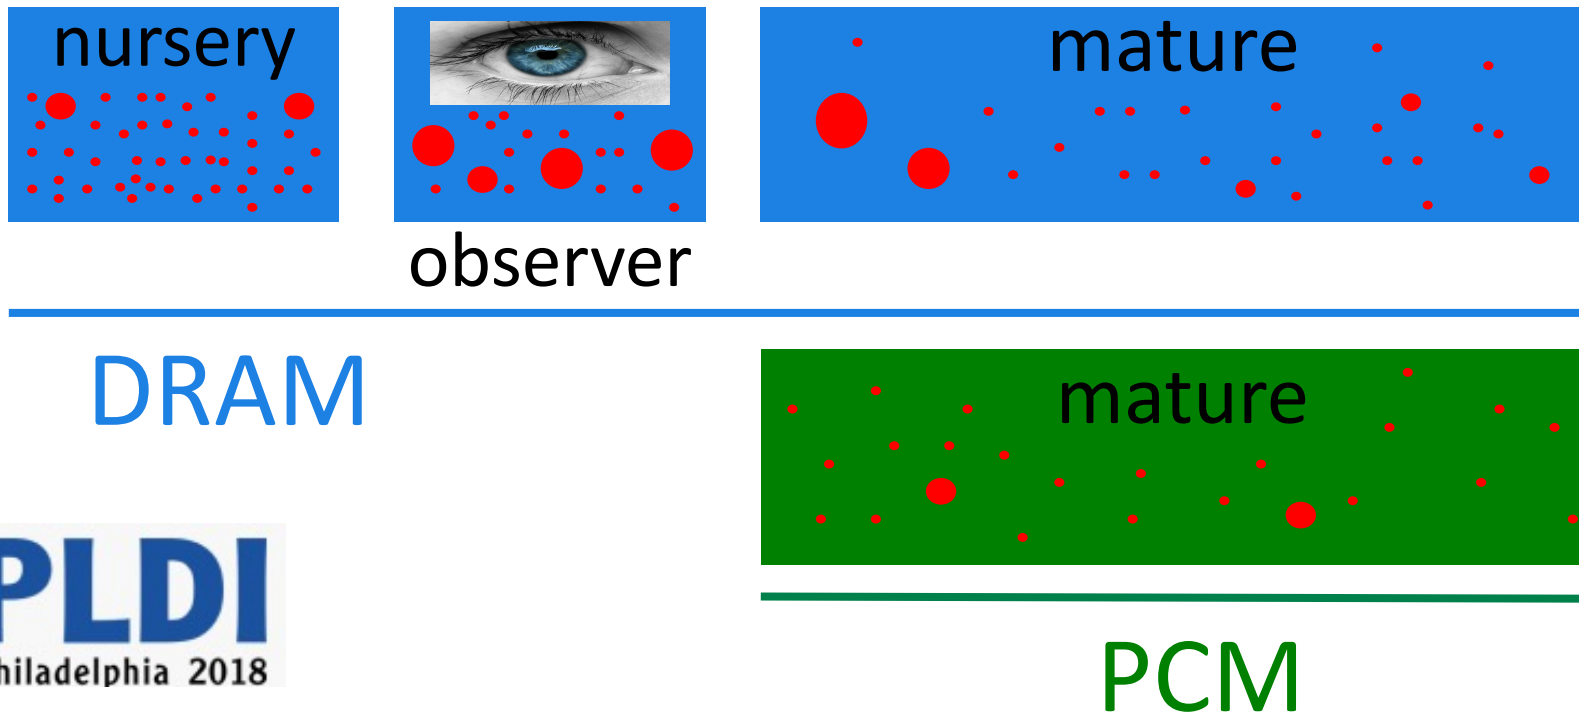 nursery
mature
observer
DRAM
mature
PLDI
hiladelphia 2018
PCM